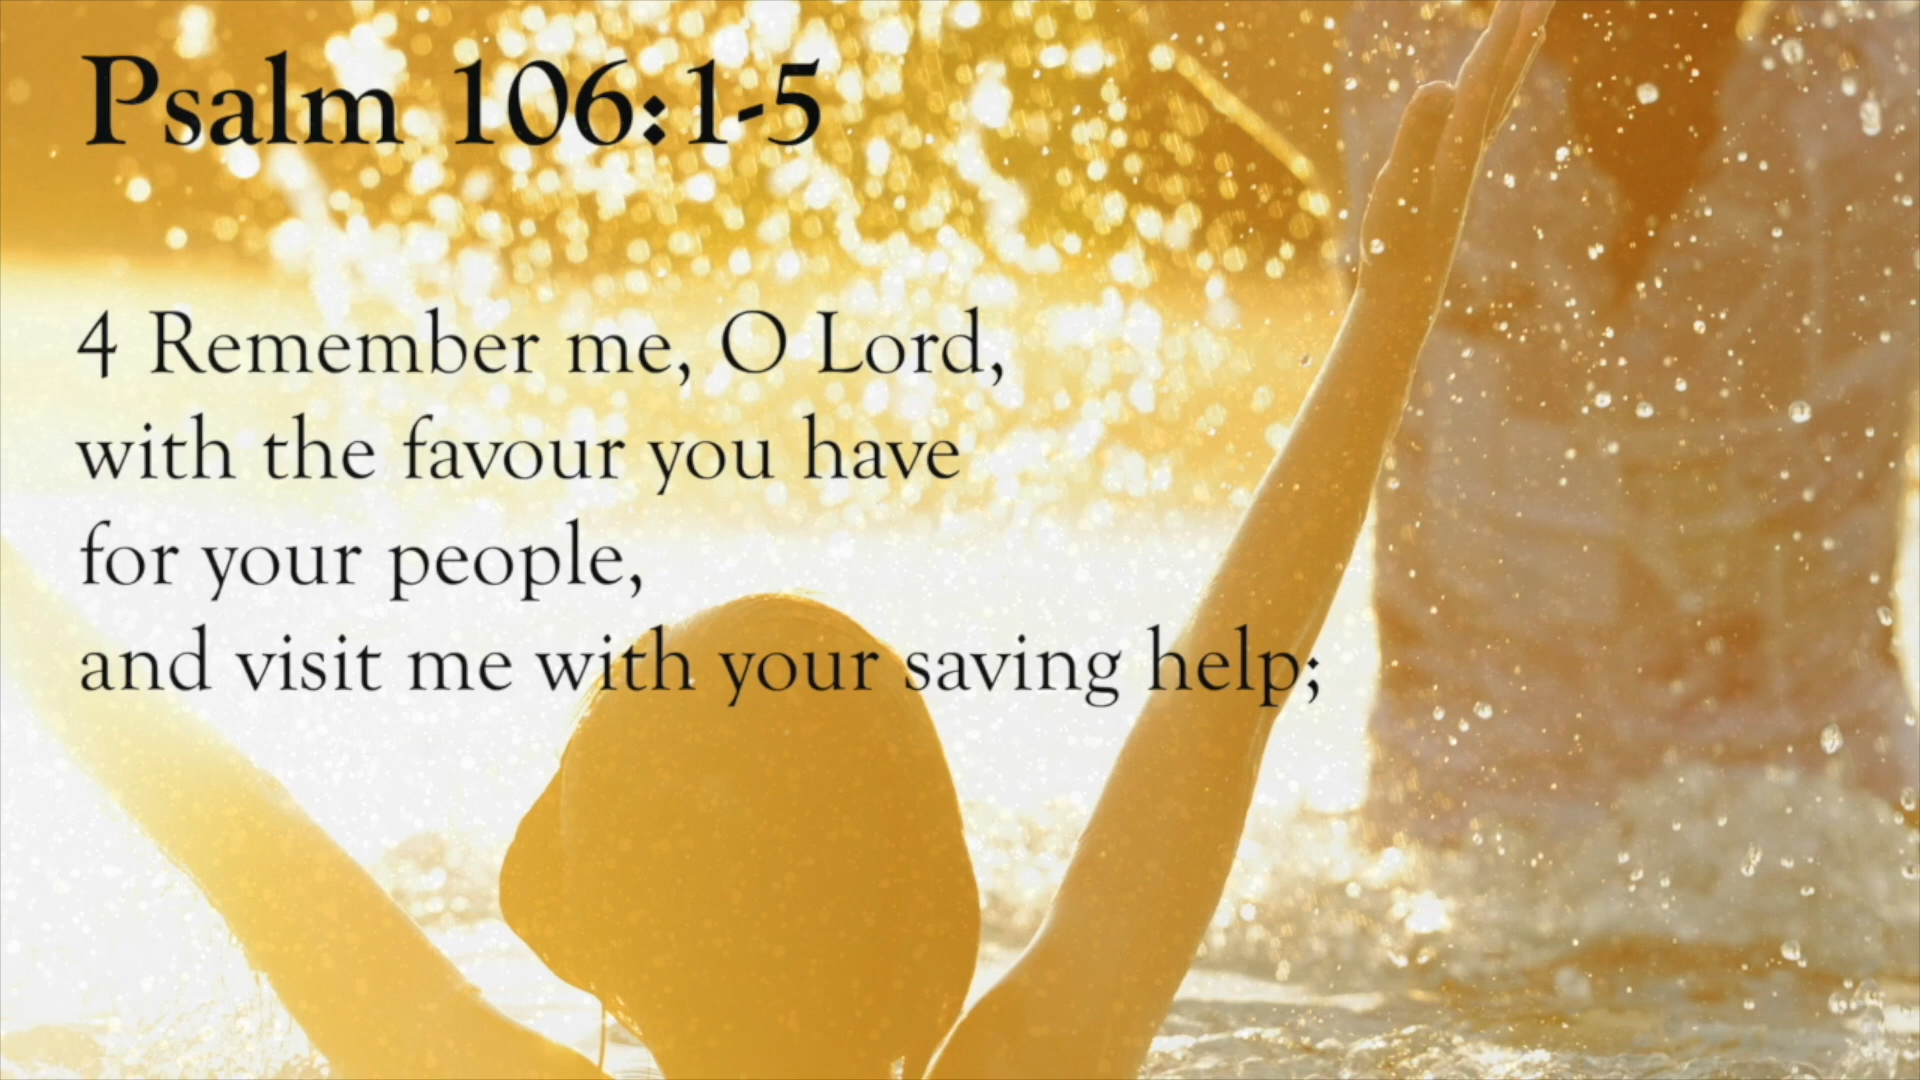 Psalm 106:1-5
4 Remember me, O Lord,
with the favour you have
for your people,
and visit me with your saving help;